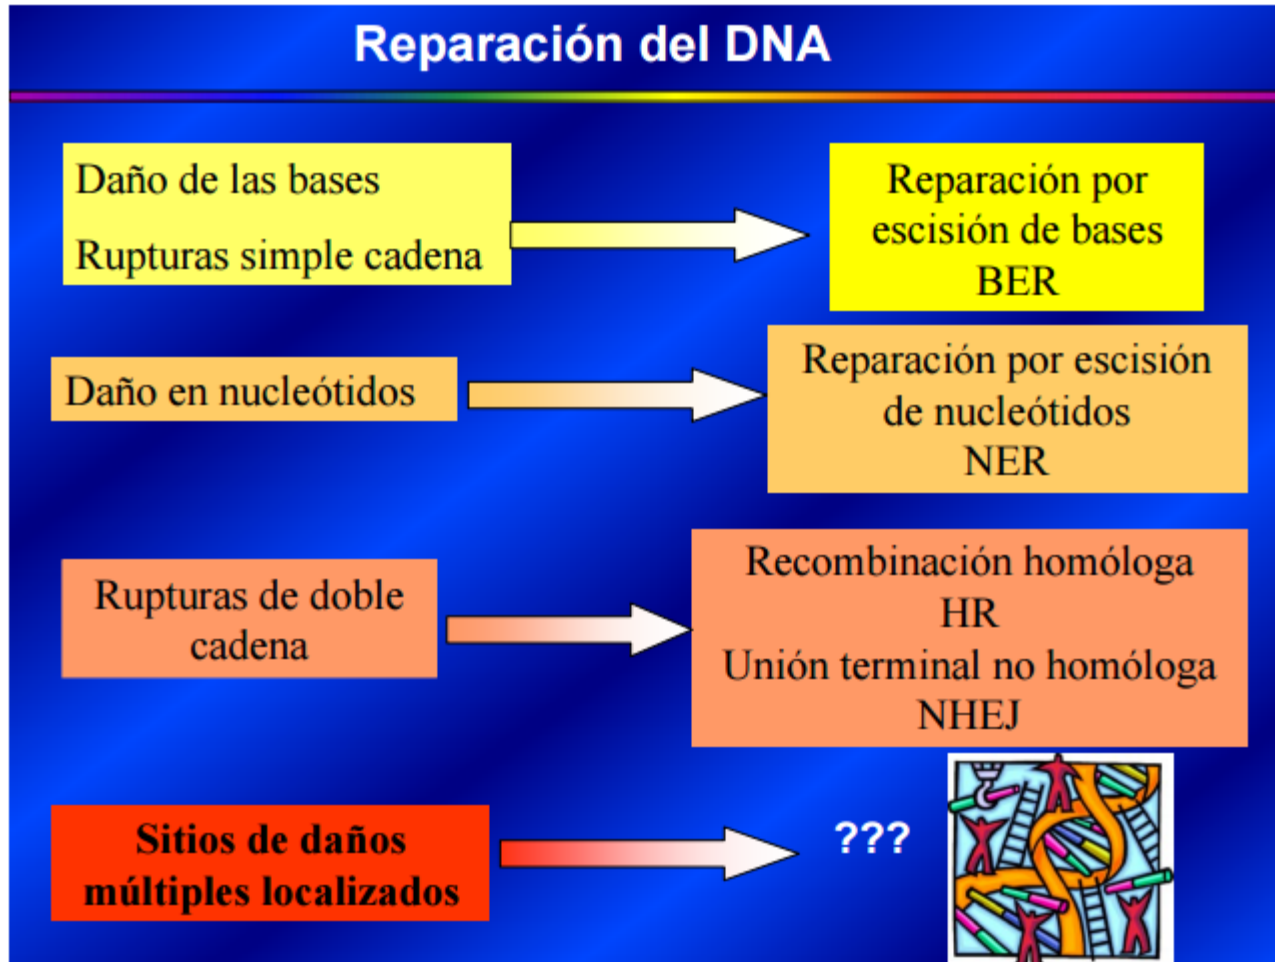 Reparación del DNA
Daño de las bases
Rupturas simple cadena
Reparación por
escisión de bases
BER
Daño en nucleótidos
Reparación por escisión
de nucleótidos
NER
Rupturas de doble
cadena
Recombinación homóloga
HR
Unión terminal no homóloga
NHEJ
Sitios de daños
múltiples localizados
???